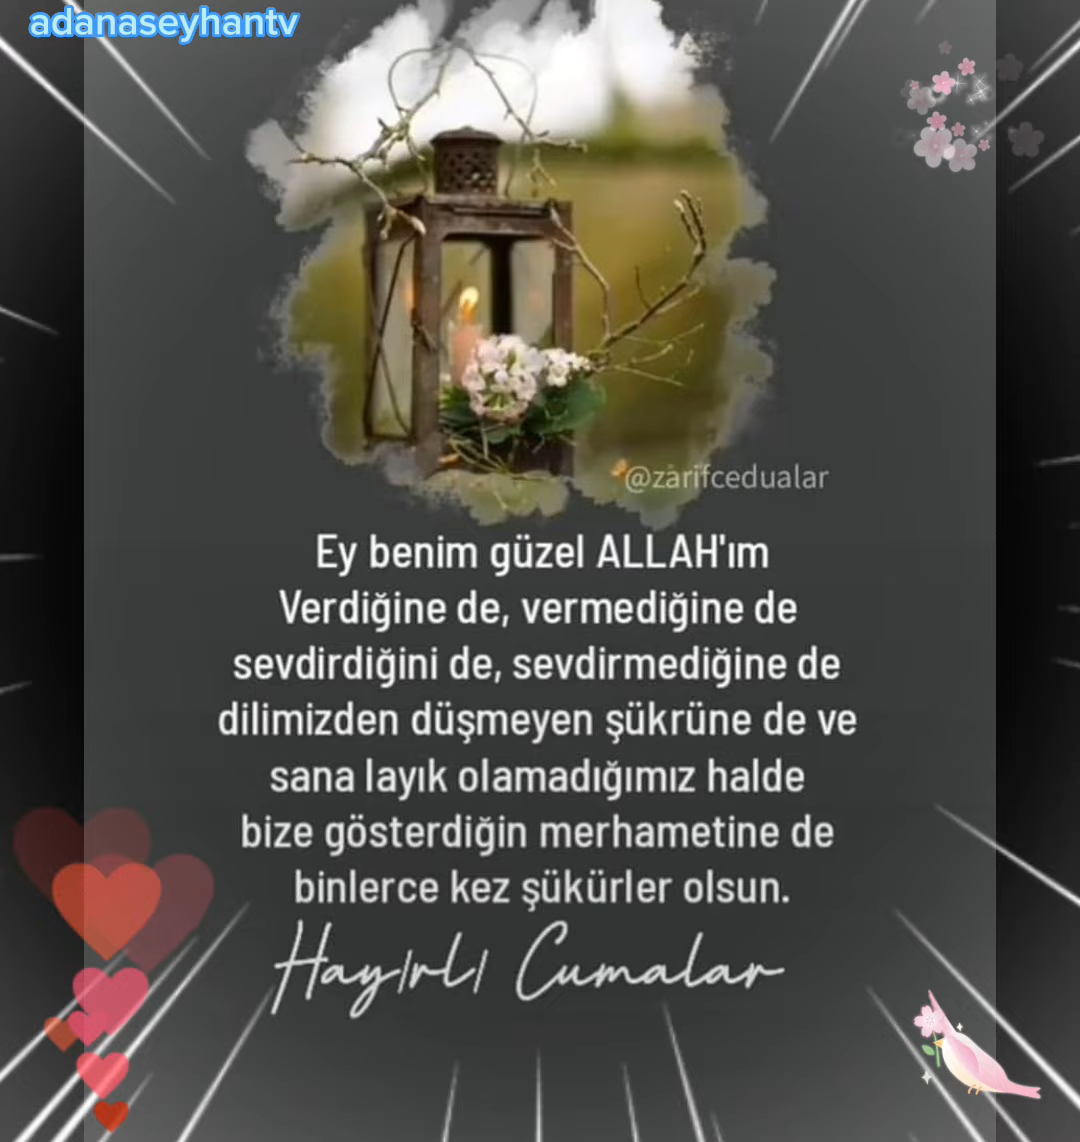 adanaseyhantv
@zarifcedualar
Ey benim güzel ALLAH'ım
Verdiğine de, vermediğine de
sevdirdiğini de, sevdirmediğine de
dilimizden düşmeyen şükrüne de ve
sana layık olamadığımız halde
bize gösterdiğin merhametine de
binlerce kez şükürler olsun.
Hayırlı Cumalar